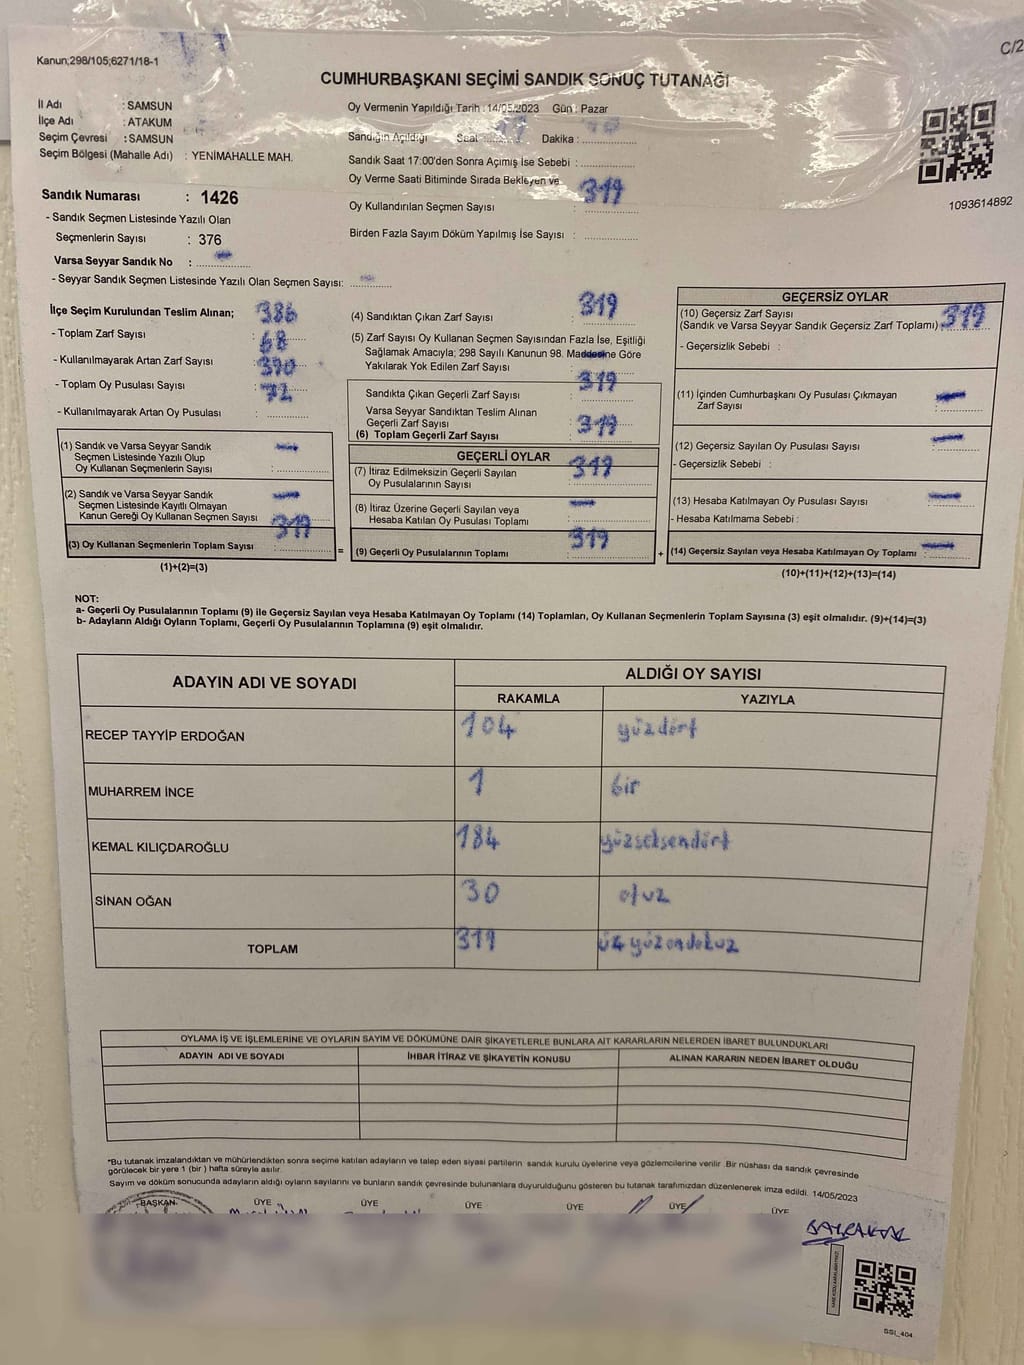 Kanun;298/105;6271/18-1
C/2
CUMHURBAŞKANI SEÇİMİ SANDIK SONUÇ TUTANAĞI
İl Adı : SAMSUN
İlçe Adı : ATAKUM
Seçim Çevresi : SAMSUN
Seçim Bölgesi (Mahalle Adı) : YENİMAHALLE MAH.
Oy Vermenin Yapıldığı Tarih : 14/05/2023 Gün : Pazar
Sandığın Açıldığı Saat Dakika :
Sandık Saat 17:00'den Sonra Açımış İse Sebebi :
Oy Verme Saati Bitiminde Sırada Bekleyen ve
Oy Kullandırılan Seçmen Sayısı : 319
Birden Fazla Sayım Döküm Yapılmış İse Sayısı :
1093614892
Sandık Numarası : 1426
- Sandık Seçmen Listesinde Yazılı Olan
Seçmenlerin Sayısı : 376
Varsa Seyyar Sandık No : —
- Seyyar Sandık Seçmen Listesinde Yazılı Olan Seçmen Sayısı: —
İlçe Seçim Kurulundan Teslim Alınan; 386
- Toplam Zarf Sayısı 68
- Kullanılmayarak Artan Zarf Sayısı 390
- Toplam Oy Pusulası Sayısı 72
- Kullanılmayarak Artan Oy Pusulası :
(1) Sandık ve Varsa Seyyar Sandık —
Seçmen Listesinde Yazılı Olup
Oy Kullanan Seçmenlerin Sayısı :
(2) Sandık ve Varsa Seyyar Sandık —
Seçmen Listesinde Kayıtlı Olmayan
Kanun Gereği Oy Kullanan Seçmen Sayısı : 319
(3) Oy Kullanan Seçmenlerin Toplam Sayısı :
(1)+(2)=(3)
(4) Sandıktan Çıkan Zarf Sayısı : 319
(5) Zarf Sayısı Oy Kullanan Seçmen Sayısından Fazla İse, Eşitliği
Sağlamak Amacıyla; 298 Sayılı Kanunun 98. Maddesine Göre
Yakılarak Yok Edilen Zarf Sayısı : —
Sandıkta Çıkan Geçerli Zarf Sayısı : 319
Varsa Seyyar Sandıktan Teslim Alınan
Geçerli Zarf Sayısı : 319
(6) Toplam Geçerli Zarf Sayısı :
GEÇERLİ OYLAR
(7) İtiraz Edilmeksizin Geçerli Sayılan 319
Oy Pusulalarının Sayısı :
(8) İtiraz Üzerine Geçerli Sayılan veya —
Hesaba Katılan Oy Pusulası Toplamı :
= (9) Geçerli Oy Pusulalarının Toplamı : 319
GEÇERSİZ OYLAR
(10) Geçersiz Zarf Sayısı
(Sandık ve Varsa Seyyar Sandık Geçersiz Zarf Toplamı) : 319
- Geçersizlik Sebebi :
(11) İçinden Cumhurbaşkanı Oy Pusulası Çıkmayan —
Zarf Sayısı :
(12) Geçersiz Sayılan Oy Pusulası Sayısı : —
- Geçersizlik Sebebi :
(13) Hesaba Katılmayan Oy Pusulası Sayısı : —
- Hesaba Katılmama Sebebi :
+ (14) Geçersiz Sayılan veya Hesaba Katılmayan Oy Toplamı : —
(10)+(11)+(12)+(13)=(14)
NOT:
a- Geçerli Oy Pusulalarının Toplamı (9) ile Geçersiz Sayılan veya Hesaba Katılmayan Oy Toplamı (14) Toplamları, Oy Kullanan Seçmenlerin Toplam Sayısına (3) eşit olmalıdır. (9)+(14)=(3)
b- Adayların Aldığı Oyların Toplamı, Geçerli Oy Pusulalarının Toplamına (9) eşit olmalıdır.
ADAYIN ADI VE SOYADI
ALDIĞI OY SAYISI
RAKAMLA YAZIYLA
RECEP TAYYİP ERDOĞAN 104 yüzdört
MUHARREM İNCE 1 bir
KEMAL KILIÇDAROĞLU 184 yüzseksendört
SİNAN OĞAN 30 otuz
TOPLAM 319 üç yüzondokuz
OYLAMA İŞ VE İŞLEMLERİNE VE OYLARIN SAYIM VE DÖKÜMÜNE DAİR ŞİKAYETLERLE BUNLARA AİT KARARLARIN NELERDEN İBARET BULUNDUKLARI
ADAYIN ADI VE SOYADI İHBAR İTİRAZ VE ŞİKAYETİN KONUSU ALINAN KARARIN NEDEN İBARET OLDUĞU
*Bu tutanak imzalandıktan ve mühürlendikten sonra seçime katılan adayların ve talep eden siyasi partilerin sandık kurulu üyelerine veya gözlemcilerine verilir. Bir nüshası da sandık çevresinde
görülecek bir yere 1 (bir) hafta süreyle asılır.
Sayım ve döküm sonucunda adayların aldığı oyların sayılarını ve bunların sandık çevresinde bulunanlara duyurulduğunu gösteren bu tutanak tarafımızdan düzenlenerek imza edildi. 14/05/2023
BAŞKAN ÜYE ÜYE ÜYE ÜYE ÜYE ÜYE
BAYRAKTAR
SSL_404